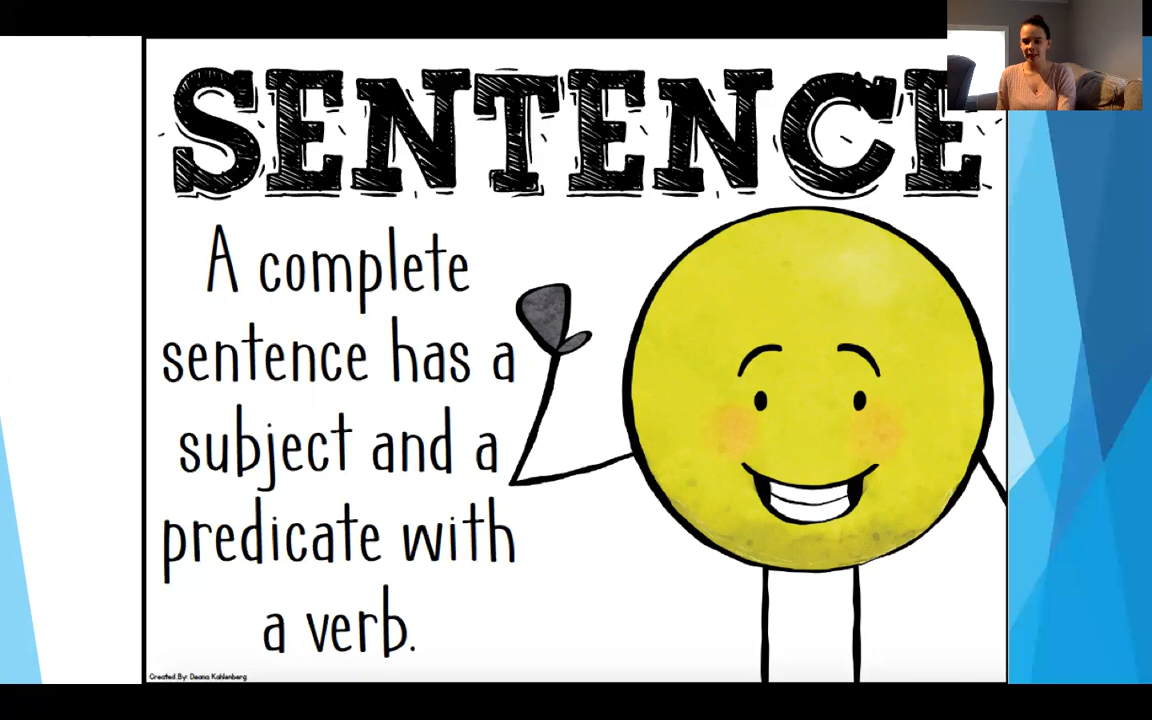 SENTENCE
A complete
sentence has a
subject and a
predicate with
a verb.
Created By: Deana Kahlenberg